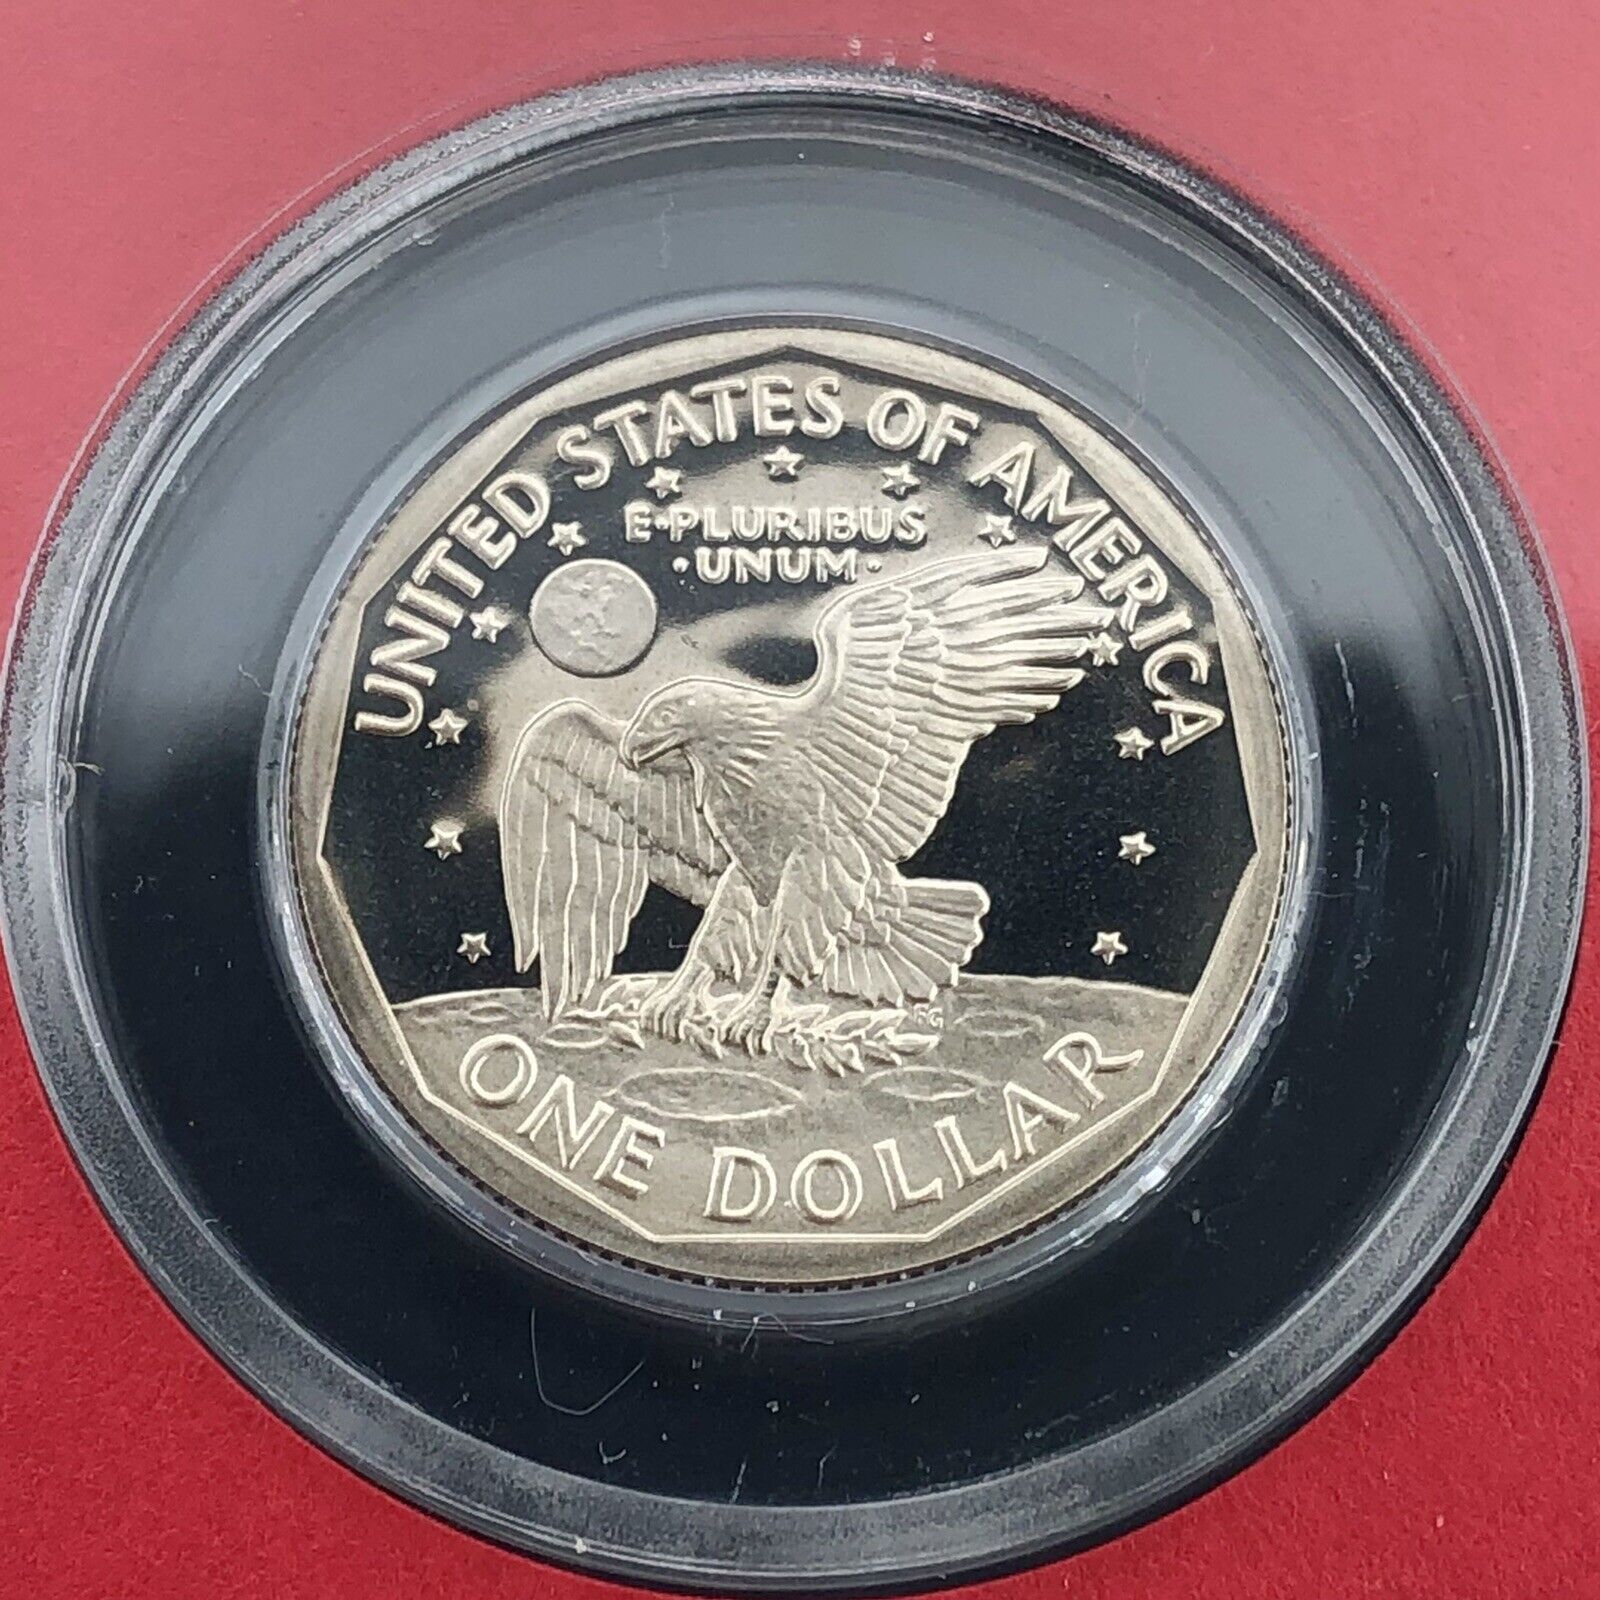 UNITED STATES OF AMERICA
E·PLURIBUS
·UNUM·
FG
ONE DOLLAR